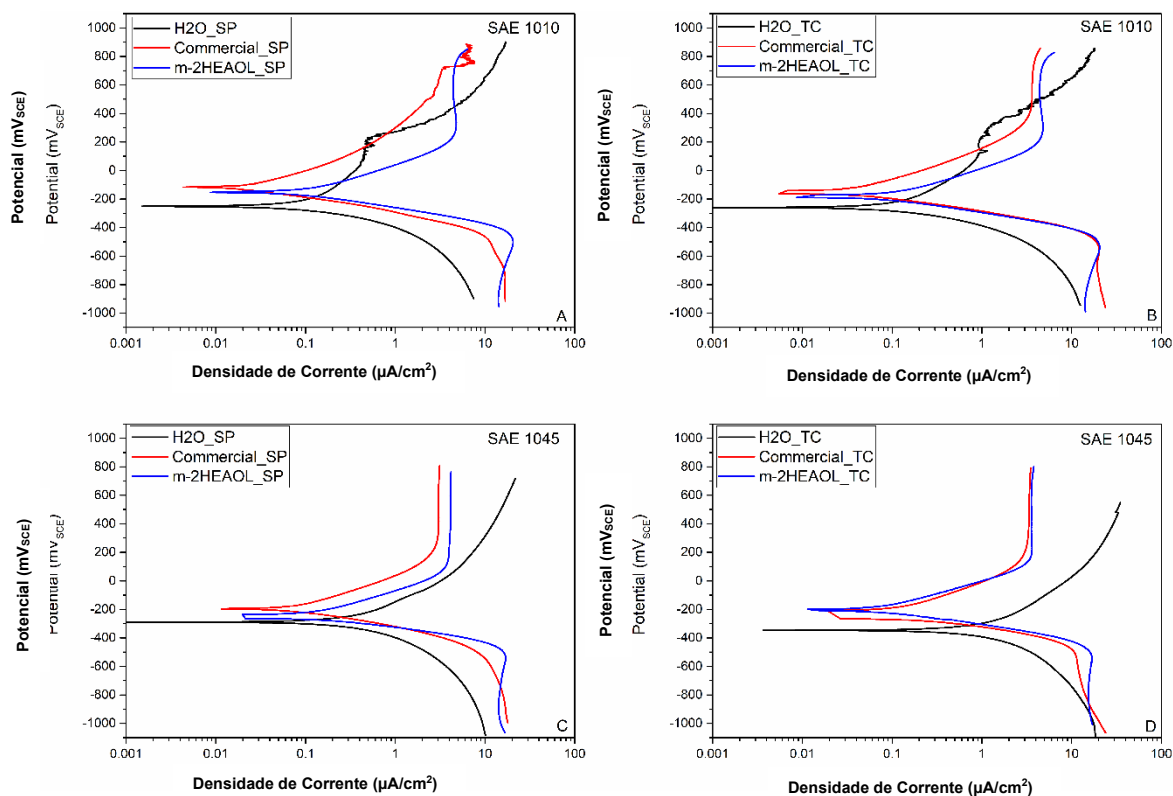 H2O_SP
Commercial_SP
m-2HEAOL_SP
SAE 1010
1000
800
600
400
200
0
-200
-400
-600
-800
-1000
Potencial (mVSCE)
Potential (mVSCE)
A
0.001
0.01
0.1
1
10
100
Densidade de Corrente (µA/cm²)
H2O_TC
Commercial_TC
m-2HEAOL_TC
SAE 1010
1000
800
600
400
200
0
-200
-400
-600
-800
-1000
Potencial (mVSCE)
Potential (mVSCE)
B
0.001
0.01
0.1
1
10
100
Densidade de Corrente (µA/cm²)
H2O_SP
Commercial_SP
m-2HEAOL_SP
SAE 1045
1000
800
600
400
200
0
-200
-400
-600
-800
-1000
Potencial (mVSCE)
Potential (mVSCE)
C
0.001
0.01
0.1
1
10
100
Densidade de Corrente (µA/cm²)
H2O_TC
Commercial_TC
m-2HEAOL_TC
SAE 1045
1000
800
600
400
200
0
-200
-400
-600
-800
-1000
Potencial (mVSCE)
Potential (mVSCE)
D
0.001
0.01
0.1
1
10
100
Densidade de Corrente (µA/cm²)